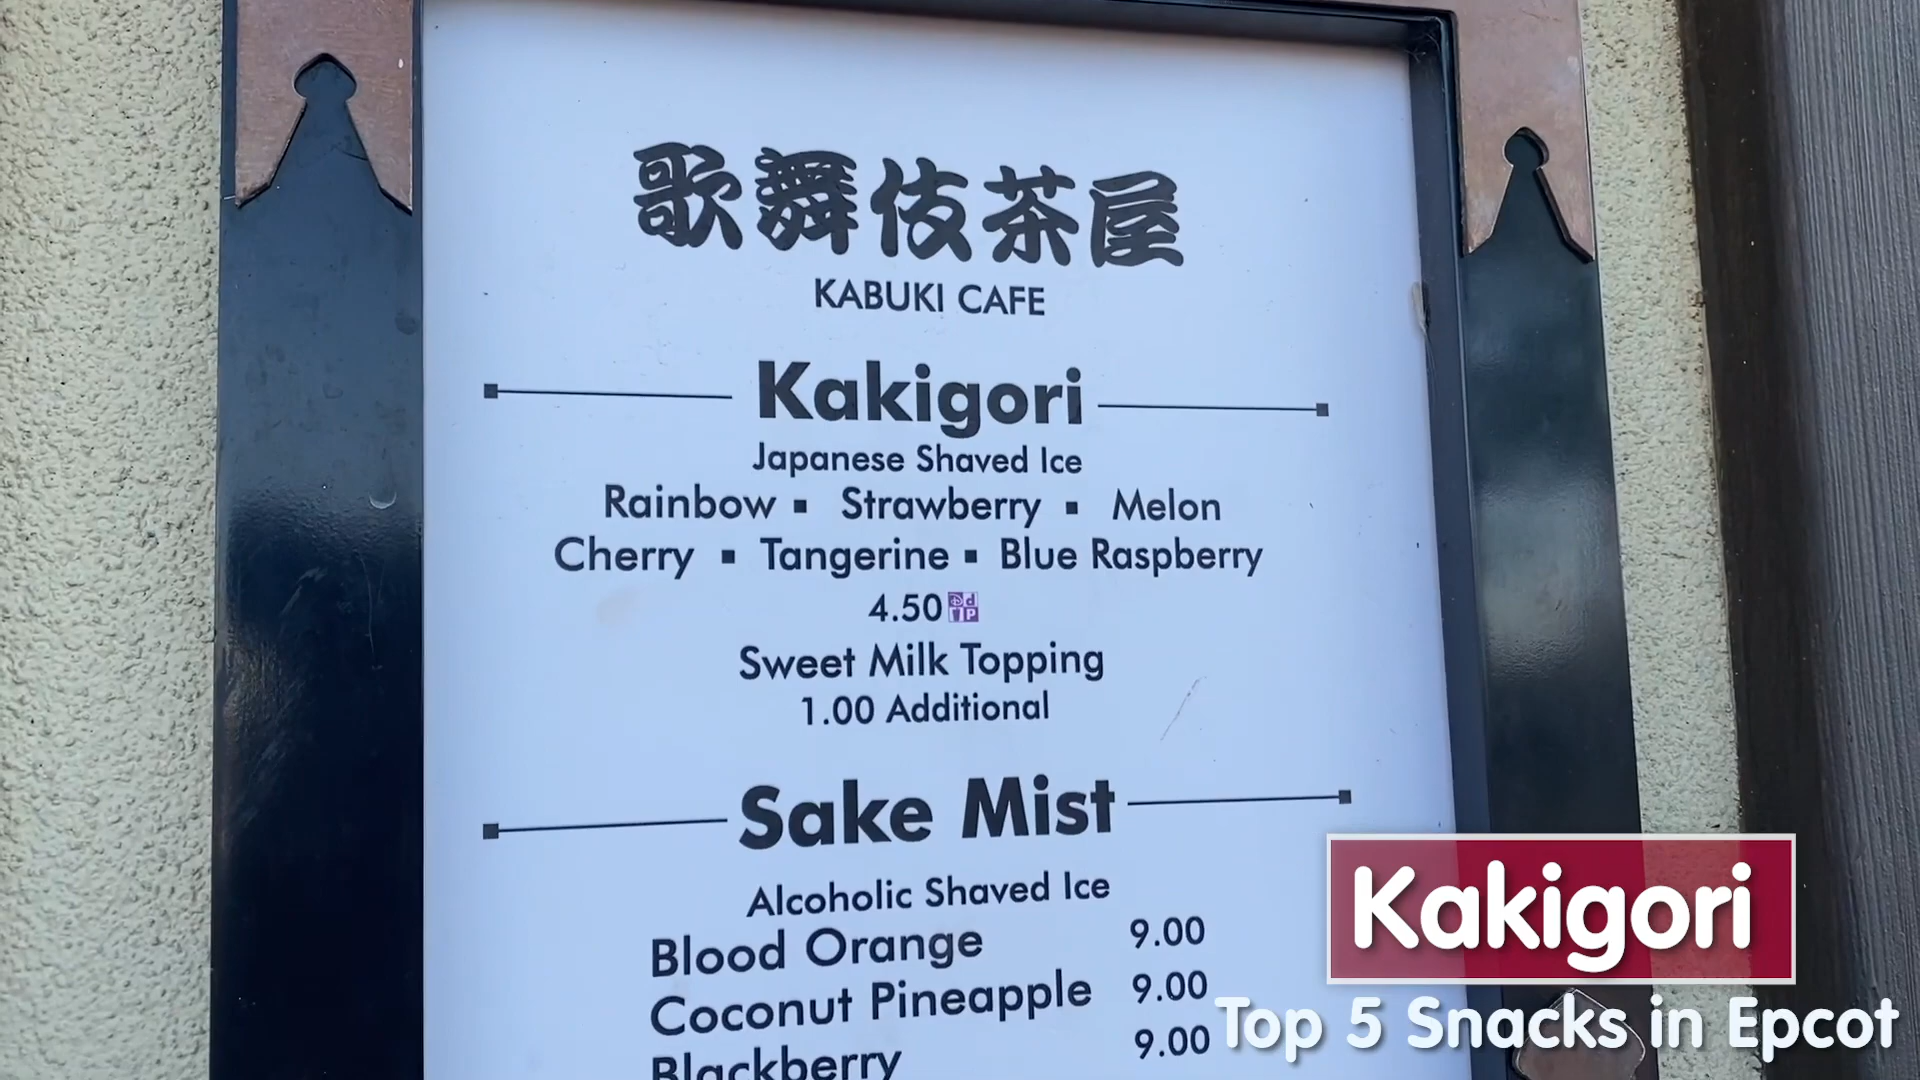 歌舞伎茶屋
KABUKI CAFE
Kakigori
Japanese Shaved Ice
Rainbow ▪ Strawberry ▪ Melon
Cherry ▪ Tangerine ▪ Blue Raspberry
4.50
Sweet Milk Topping
1.00 Additional
Sake Mist
Alcoholic Shaved Ice
Blood Orange 9.00
Coconut Pineapple 9.00
Blackberry 9.00
Kakigori
Top 5 Snacks in Epcot